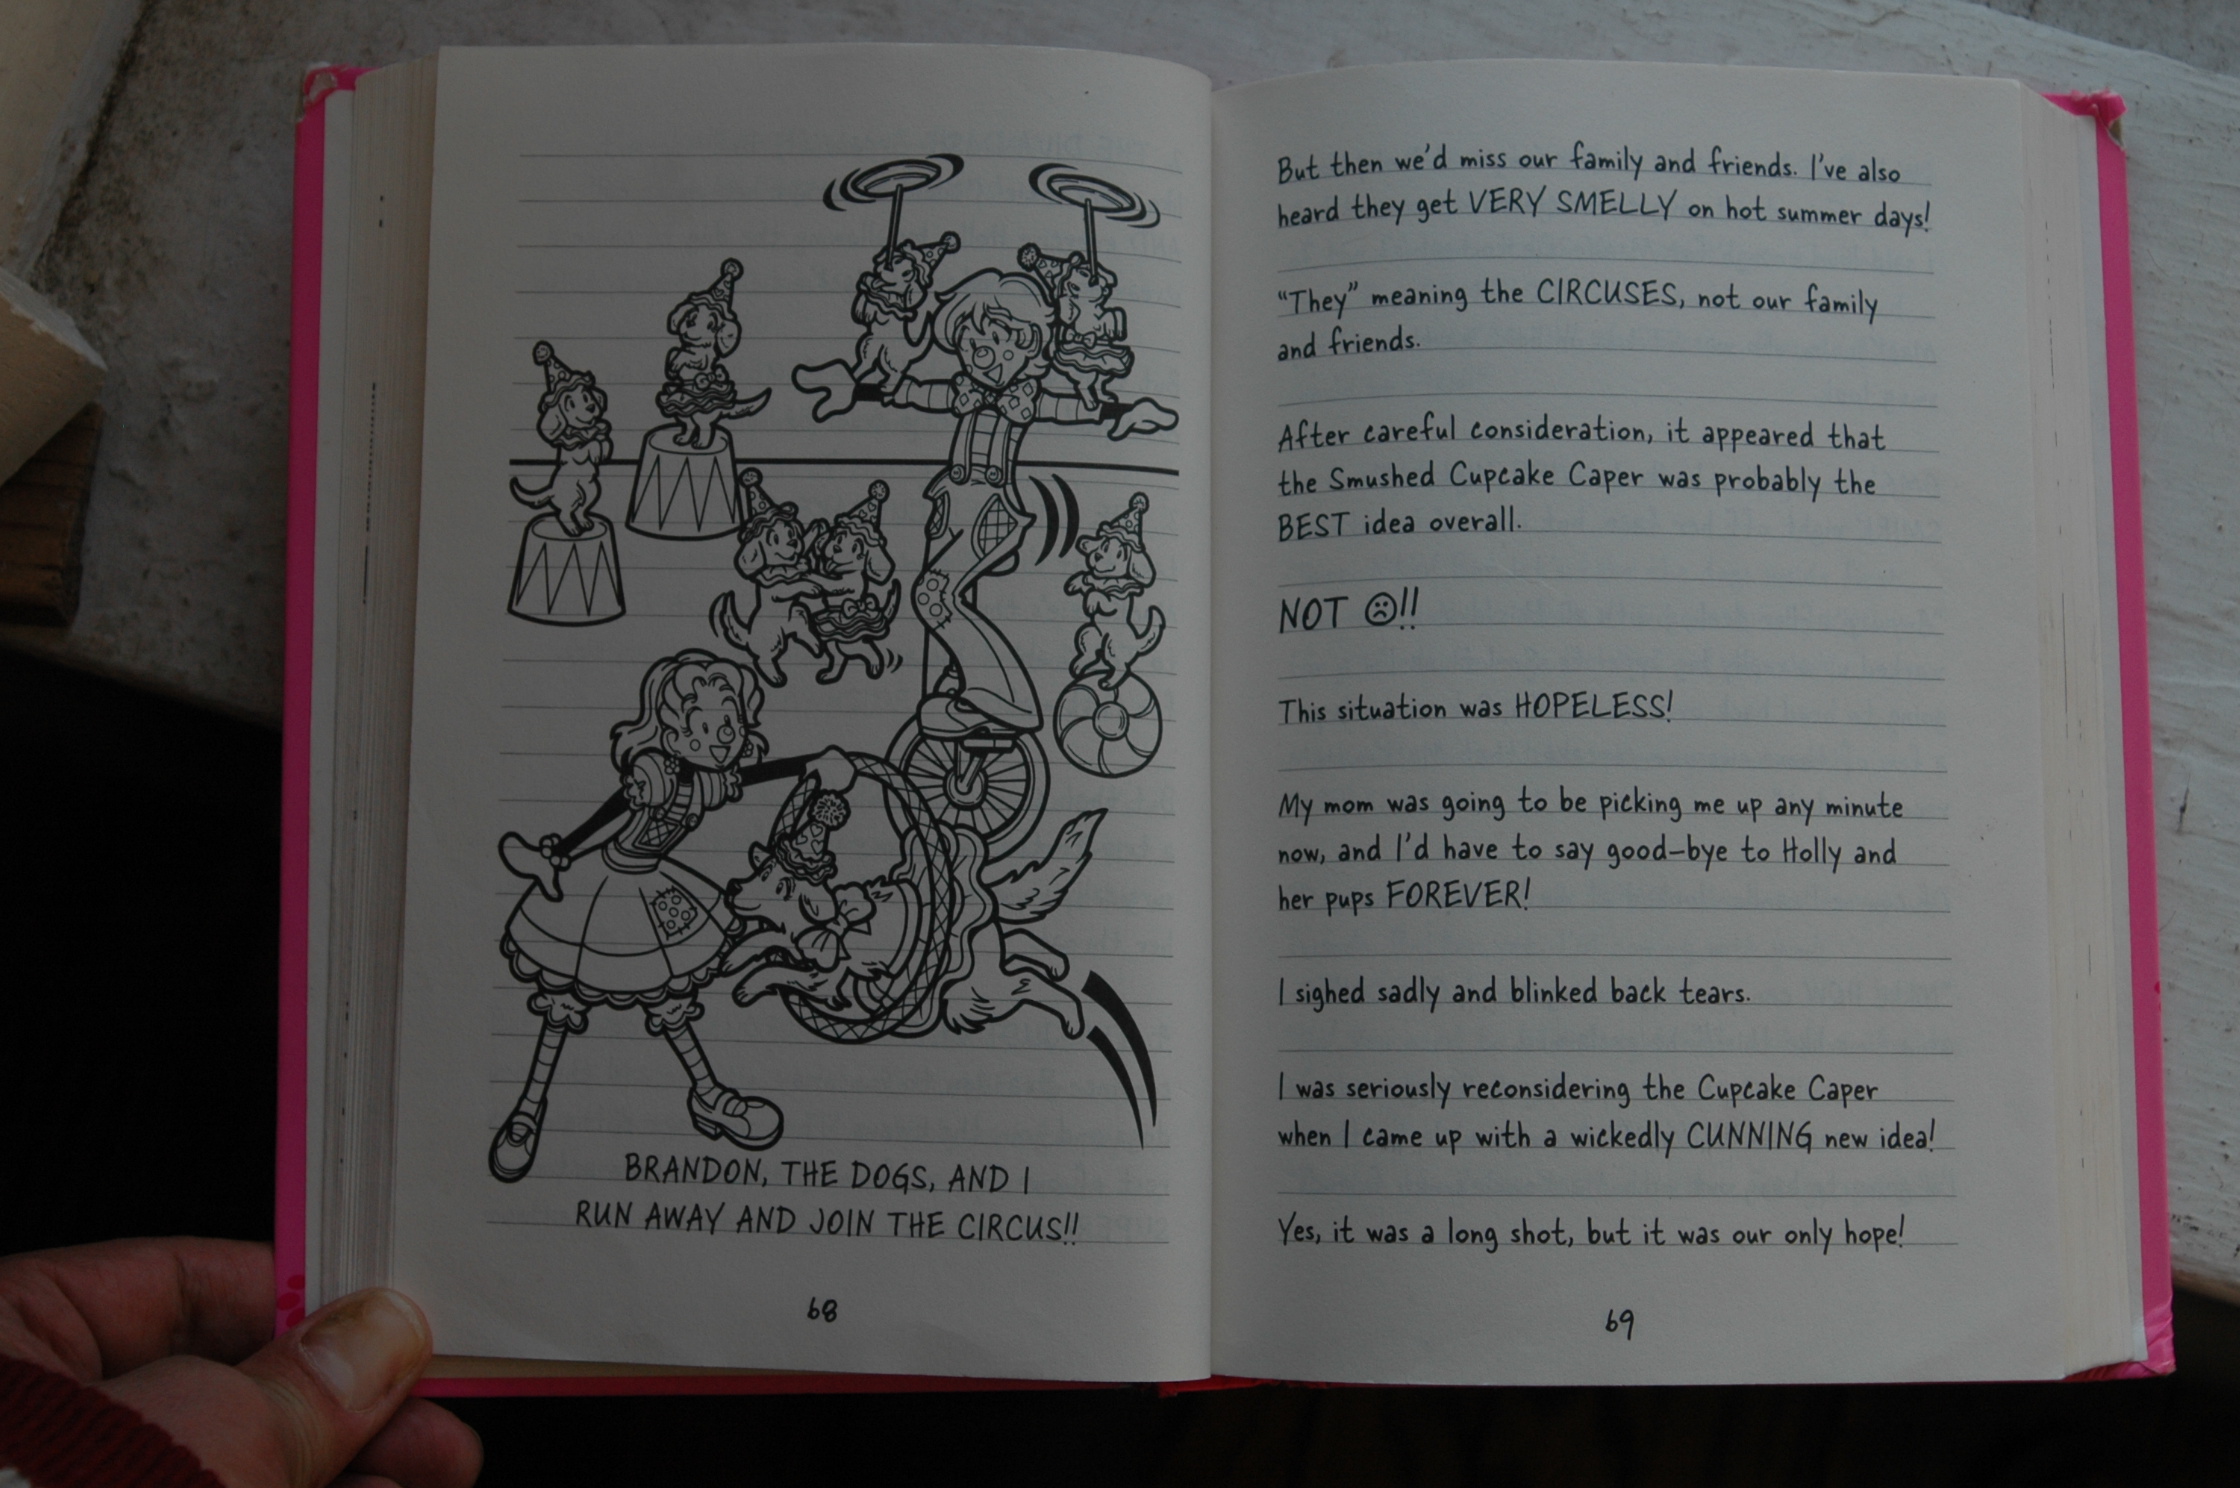 BRANDON, THE DOGS, AND I
RUN AWAY AND JOIN THE CIRCUS!!
68
But then we'd miss our family and friends. I've also
heard they get VERY SMELLY on hot summer days!
“They” meaning the CIRCUSES, not our family
and friends.
After careful consideration, it appeared that
the Smushed Cupcake Caper was probably the
BEST idea overall.
NOT ☹!!
This situation was HOPELESS!
My mom was going to be picking me up any minute
now, and I'd have to say good-bye to Holly and
her pups FOREVER!
I sighed sadly and blinked back tears.
I was seriously reconsidering the Cupcake Caper
when I came up with a wickedly CUNNING new idea!
Yes, it was a long shot, but it was our only hope!
69